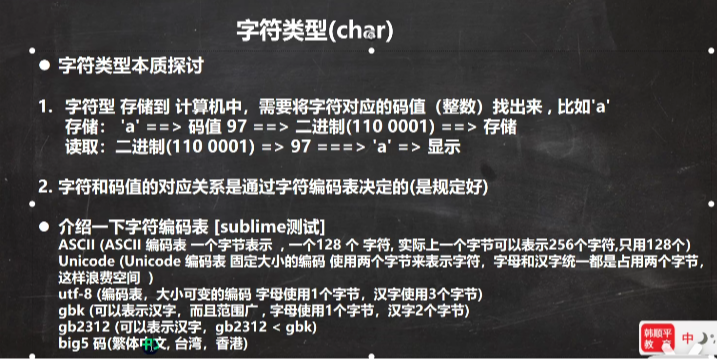 字符类型(char)
● 字符类型本质探讨
1. 字符型 存储到 计算机中，需要将字符对应的码值（整数）找出来，比如'a'
存储： 'a' ==> 码值 97 ==> 二进制(110 0001) ==> 存储
读取：二进制(110 0001) => 97 ===> 'a' => 显示
2. 字符和码值的对应关系是通过字符编码表决定的(是规定好)
● 介绍一下字符编码表 [sublime测试]
ASCII (ASCII 编码表 一个字节表示 ，一个128 个 字符, 实际上一个字节可以表示256个字符,只用128个)
Unicode (Unicode 编码表 固定大小的编码 使用两个字节来表示字符，字母和汉字统一都是占用两个字节，
这样浪费空间 ）
utf-8 (编码表，大小可变的编码 字母使用1个字节，汉字使用3个字节)
gbk (可以表示汉字，而且范围广 , 字母使用1个字节，汉字2个字节)
gb2312 (可以表示汉字，gb2312 < gbk)
big5 码(繁体中文, 台湾，香港)
韩顺平
教育
中